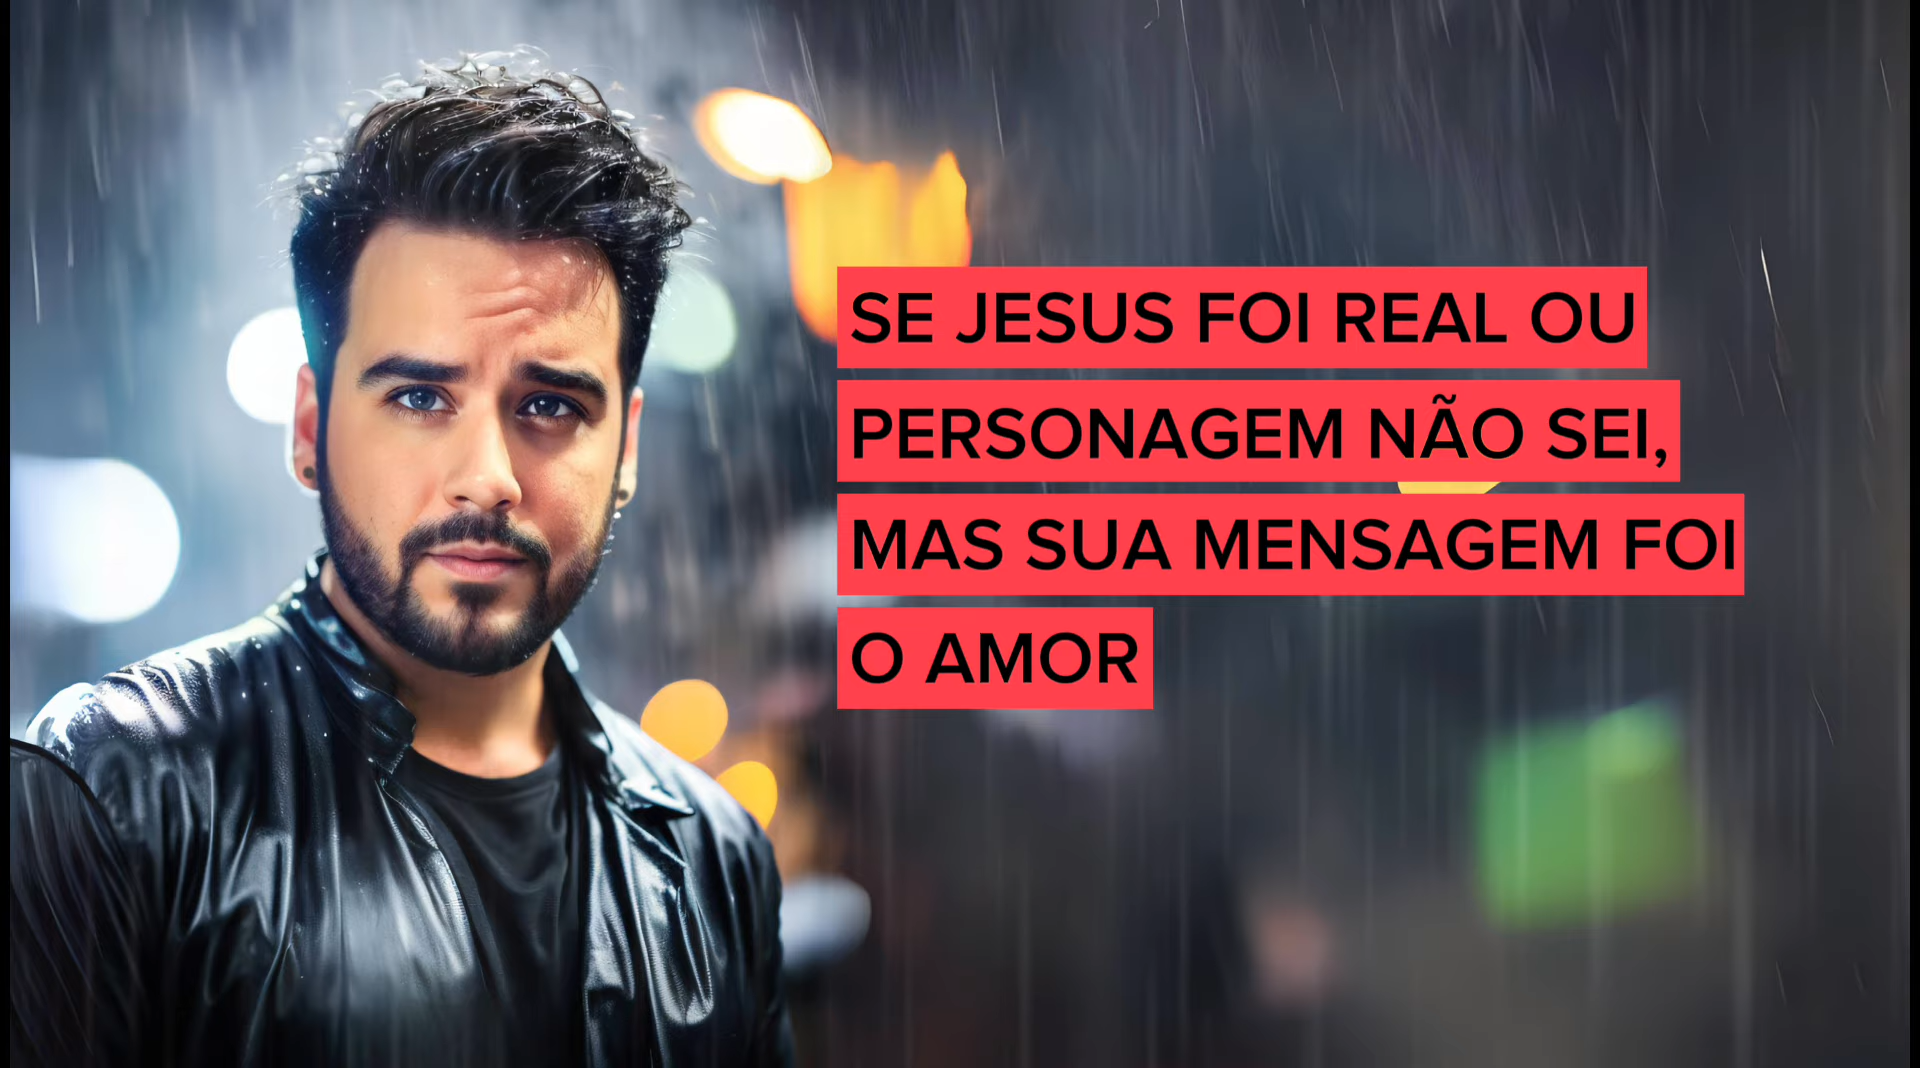 SE JESUS FOI REAL OU
PERSONAGEM NÃO SEI,
MAS SUA MENSAGEM FOI
O AMOR